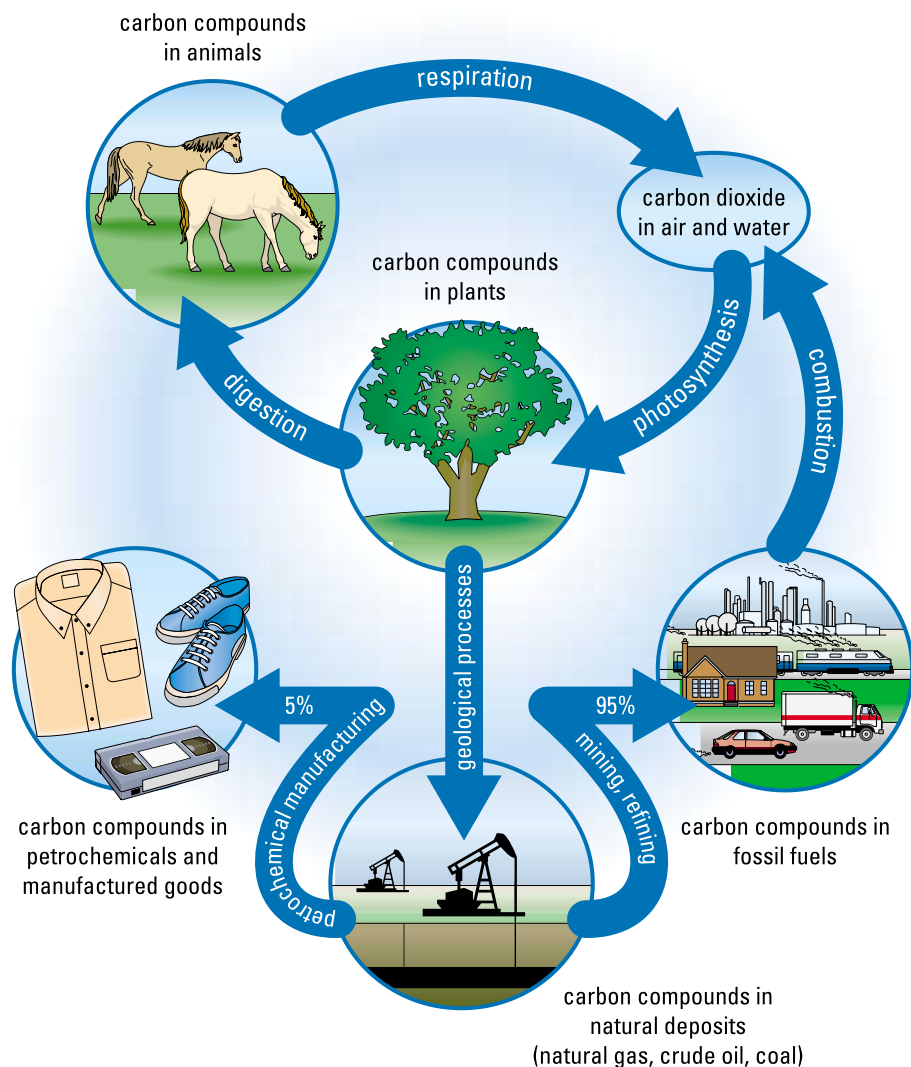 carbon compounds
in animals
respiration
carbon dioxide
in air and water
carbon compounds
in plants
photosynthesis
combustion
digestion
geological processes
5%
95%
petrochemical manufacturing
mining, refining
carbon compounds in
petrochemicals and
manufactured goods
carbon compounds in
fossil fuels
carbon compounds in
natural deposits
(natural gas, crude oil, coal)